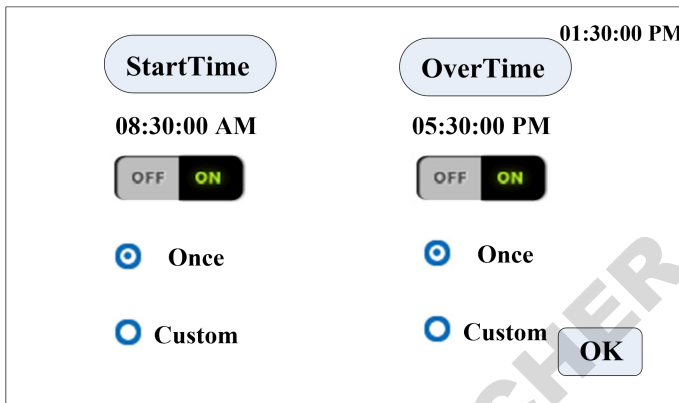 01:30:00 PM
StartTime
OverTime
08:30:00 AM
05:30:00 PM
OFF ON
OFF ON
Once
Once
Custom
Custom
OK
CHER